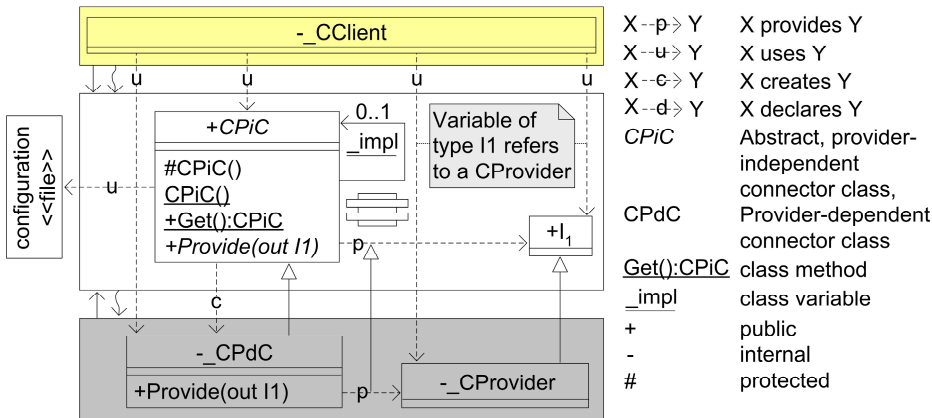 -_CClient
u u u u
configuration
<<file>>
u
+CPiC
0..1
_impl
#CPiC()
CPiC()
+Get():CPiC
+Provide(out I1)
Variable of
type I1 refers
to a CProvider
p
+I1
c
-_CPdC
+Provide(out I1)
p
-_CProvider
X--p->Y X provides Y
X--u->Y X uses Y
X--c->Y X creates Y
X--d->Y X declares Y
CPiC Abstract, provider-
independent
connector class,
CPdC Provider-dependent
connector class
Get():CPiC class method
_impl class variable
+ public
- internal
# protected